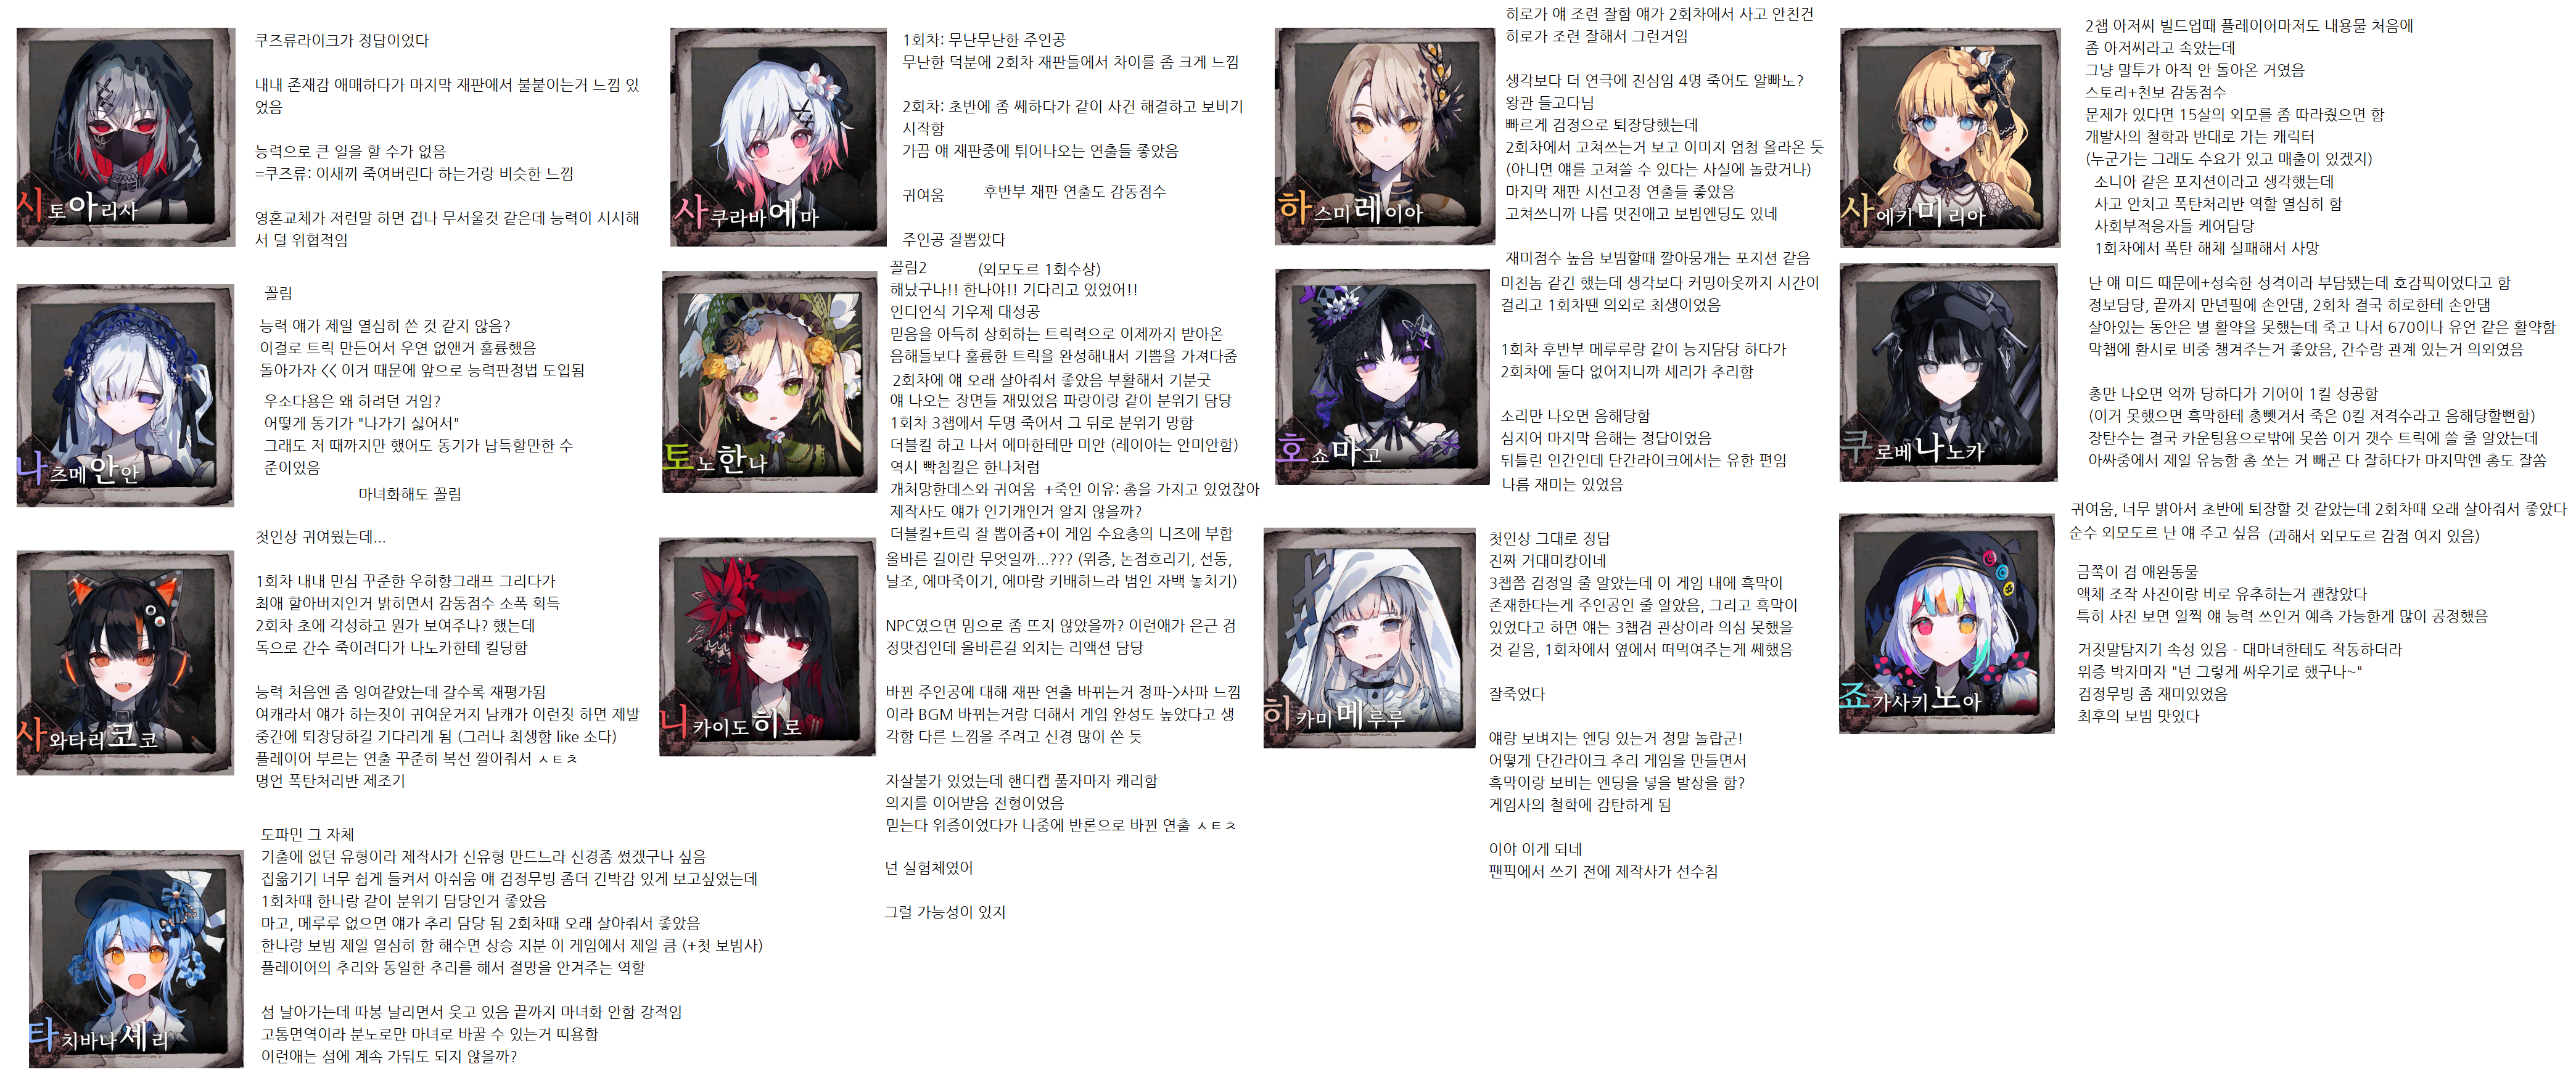 시토아리사
쿠즈류라이크가 정답이었다
내내 존재감 애매하다가 마지막 재판에서 불붙이는거 느낌 있
었음
능력으로 큰 일을 할 수가 없음
=쿠즈류: 이새끼 죽여버린다 하는거랑 비슷한 느낌
영혼교체가 저런말 하면 겁나 무서울것 같은데 능력이 시시해
서 덜 위협적임
사쿠라바에마
1회차: 무난무난한 주인공
무난한 덕분에 2회차 재판들에서 차이를 좀 크게 느낌
2회차: 초반에 좀 쎄하다가 같이 사건 해결하고 보비기
시작함
가끔 얘 재판중에 튀어나오는 연출들 좋았음
귀여움
후반부 재판 연출도 감동점수
주인공 잘뽑았다
하스미레이아
히로가 얘 조련 잘함 얘가 2회차에서 사고 안친건
히로가 조련 잘해서 그런거임
생각보다 더 연극에 진심임 4명 죽어도 알빠노?
왕관 들고다님
빠르게 검정으로 퇴장당했는데
2회차에서 고쳐쓰는거 보고 이미지 엄청 올라온 듯
(아니면 얘를 고쳐쓸 수 있다는 사실에 놀랐거나)
마지막 재판 시선고정 연출들 좋았음
고쳐쓰니까 나름 멋진애고 보빔엔딩도 있네
재미점수 높음 보빔할때 깔아뭉개는 포지션 같음
사에키미리아
2챕 아저씨 빌드업때 플레이어마저도 내용물 처음에
좀 아저씨라고 속았는데
그냥 말투가 아직 안 돌아온 거였음
스토리+천보 감동점수
문제가 있다면 15살의 외모를 좀 따라줬으면 함
개발사의 철학과 반대로 가는 캐릭터
(누군가는 그래도 수요가 있고 매출이 있겠지)
소니아 같은 포지션이라고 생각했는데
사고 안치고 폭탄처리반 역할 열심히 함
사회부적응자들 케어담당
1회차에서 폭탄 해체 실패해서 사망
나츠메안안
꼴림
능력 얘가 제일 열심히 쓴 것 같지 않음?
이걸로 트릭 만든어서 우연 없앤거 훌륭했음
돌아가자 << 이거 때문에 앞으로 능력판정법 도입됨
우소다용은 왜 하려던 거임?
어떻게 동기가 "나가기 싫어서"
그래도 저 때까지만 했어도 동기가 납득할만한 수
준이었음
마녀화해도 꼴림
토노한나
꼴림2
(외모도르 1회수상)
해났구나!! 한나야!! 기다리고 있었어!!
인디언식 기우제 대성공
믿음을 아득히 상회하는 트릭력으로 이제까지 받아온
음해들보다 훌륭한 트릭을 완성해내서 기쁨을 가져다줌
2회차에 얘 오래 살아줘서 좋았음 부활해서 기분굿
얘 나오는 장면들 재밌었음 파랑이랑 같이 분위기 담당
1회차 3챕에서 두명 죽어서 그 뒤로 분위기 망함
더블킬 하고 나서 에마한테만 미안 (레이아는 안미안함)
역시 빡침킬은 한나처럼
개처망한데스와 귀여움 +죽인 이유: 총을 가지고 있었잖아
제작사도 얘가 인기캐인거 알지 않을까?
더블킬+트릭 잘 뽑아줌+이 게임 수요층의 니즈에 부합
호쇼마고
미친놈 같긴 했는데 생각보다 커밍아웃까지 시간이
걸리고 1회차땐 의외로 최생이었음
1회차 후반부 메루루랑 같이 능지담당 하다가
2회차에 둘다 없어지니까 셰리가 추리함
소리만 나오면 음해당함
심지어 마지막 음해는 정답이었음
뒤틀린 인간인데 단간라이크에서는 유한 편임
나름 재미는 있었음
쿠로베나노카
난 얘 미드 때문에+성숙한 성격이라 부담됐는데 호감픽이었다고 함
정보담당, 끝까지 만년필에 손안댐, 2회차 결국 히로한테 손안댐
살아있는 동안은 별 활약을 못했는데 죽고 나서 670이나 유언 같은 활약함
막챕에 환시로 비중 챙겨주는거 좋았음, 간수랑 관계 있는거 의외였음
총만 나오면 억까 당하다가 기어이 1킬 성공함
(이거 못했으면 흑막한테 총뺏겨서 죽은 0킬 저격수라고 음해당할뻔함)
장탄수는 결국 카운팅용으로밖에 못씀 이거 갯수 트릭에 쓸 줄 알았는데
아싸중에서 제일 유능함 총 쏘는 거 빼곤 다 잘하다가 마지막엔 총도 잘쏨
사와타리코코
첫인상 귀여웠는데...
1회차 내내 민심 꾸준한 우하향그래프 그리다가
최애 할아버지인거 밝히면서 감동점수 소폭 획득
2회차 초에 각성하고 뭔가 보여주나? 했는데
독으로 간수 죽이려다가 나노카한테 킬당함
능력 처음엔 좀 잉여같았는데 갈수록 재평가됨
여캐라서 얘가 하는짓이 귀여운거지 남캐가 이런짓 하면 제발
중간에 퇴장당하길 기다리게 됨 (그러나 최생함 like 소다)
플레이어 부르는 연출 꾸준히 복선 깔아줘서 ㅅㅌㅊ
명언 폭탄처리반 제조기
니카이도히로
올바른 길이란 무엇일까...??? (위증, 논점흐리기, 선동,
날조, 에마죽이기, 에마랑 키배하느라 범인 자백 놓치기)
NPC였으면 밈으로 좀 뜨지 않았을까? 이런애가 은근 검
정맛집인데 올바른길 외치는 리액션 담당
바뀐 주인공에 대해 재판 연출 바뀌는거 정파->사파 느낌
이라 BGM 바뀌는거랑 더해서 게임 완성도 높았다고 생
각함 다른 느낌을 주려고 신경 많이 쓴 듯
자살불가 있었는데 핸디캡 풀자마자 캐리함
의지를 이어받음 전형이었음
믿는다 위증이었다가 나중에 반론으로 바뀐 연출 ㅅㅌㅊ
넌 실험체였어
그럴 가능성이 있지
히카미메루루
첫인상 그대로 정답
진짜 거대미캉이네
3챕쯤 검정일 줄 알았는데 이 게임 내에 흑막이
존재한다는게 주인공인 줄 알았음, 그리고 흑막이
있었다고 하면 얘는 3챕검 관상이라 의심 못했을
것 같음, 1회차에서 옆에서 떠먹여주는게 쎄했음
잘죽었다
얘랑 보벼지는 엔딩 있는거 정말 놀랍군!
어떻게 단간라이크 추리 게임을 만들면서
흑막이랑 보비는 엔딩을 넣을 발상을 함?
게임사의 철학에 감탄하게 됨
이야 이게 되네
팬픽에서 쓰기 전에 제작사가 선수침
죠가사키노아
귀여움, 너무 밝아서 초반에 퇴장할 것 같았는데 2회차때 오래 살아줘서 좋았다
순수 외모도르 난 얘 주고 싶음 (과해서 외모도르 감점 여지 있음)
금쪽이 겸 애완동물
액체 조작 사진이랑 비로 유추하는거 괜찮았다
특히 사진 보면 일찍 얘 능력 쓰인거 예측 가능한게 많이 공정했음
거짓말탐지기 속성 있음 - 대마녀한테도 작동하더라
위증 박자마자 "넌 그렇게 싸우기로 했구나~"
검정무빙 좀 재미있었음
최후의 보빔 맛있다
타치바나셰리
도파민 그 자체
기출에 없던 유형이라 제작사가 신유형 만드느라 신경좀 썼겠구나 싶음
집옮기기 너무 쉽게 들켜서 아쉬움 얘 검정무빙 좀더 긴박감 있게 보고싶었는데
1회차때 한나랑 같이 분위기 담당인거 좋았음
마고, 메루루 없으면 얘가 추리 담당 됨 2회차때 오래 살아줘서 좋았음
한나랑 보빔 제일 열심히 함 해수면 상승 지분 이 게임에서 제일 큼 (+첫 보빔사)
플레이어의 추리와 동일한 추리를 해서 절망을 안겨주는 역할
섬 날아가는데 따봉 날리면서 웃고 있음 끝까지 마녀화 안함 강적임
고통면역이라 분노로만 마녀로 바꿀 수 있는거 띠용함
이런애는 섬에 계속 가둬도 되지 않을까?